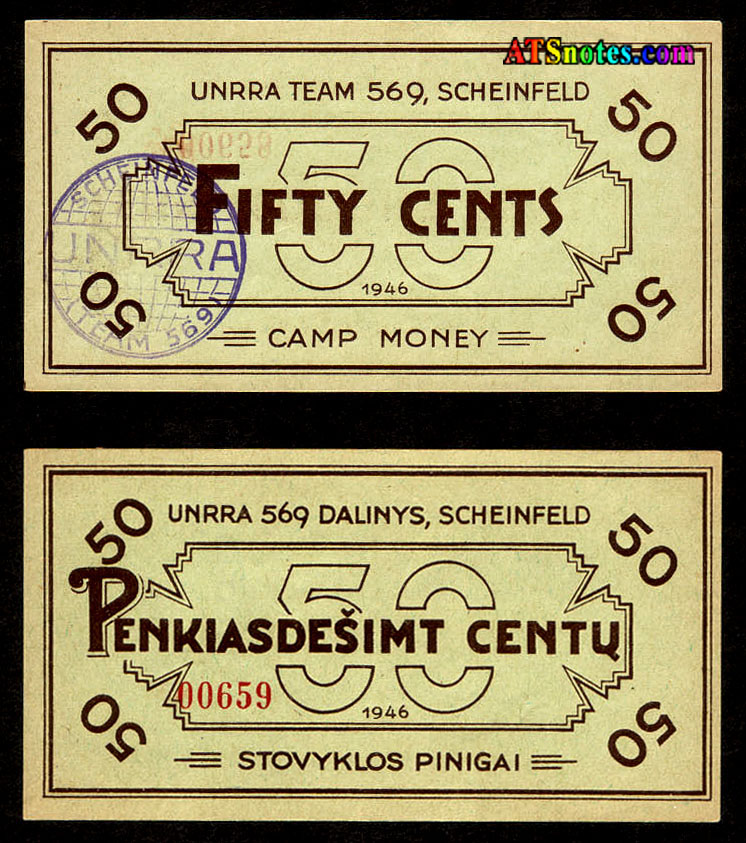 ATSnotes.com
UNRRA TEAM 569, SCHEINFELD
50 50
FIFTY CENTS
50
SCHEINFELD
UNRRA
(TEAM 569)
1946
50 50
CAMP MONEY
UNRRA 569 DALINYS, SCHEINFELD
50 50
50
PENKIASDEŠIMT CENTŲ
00659
1946
50 50
STOVYKLOS PINIGAI